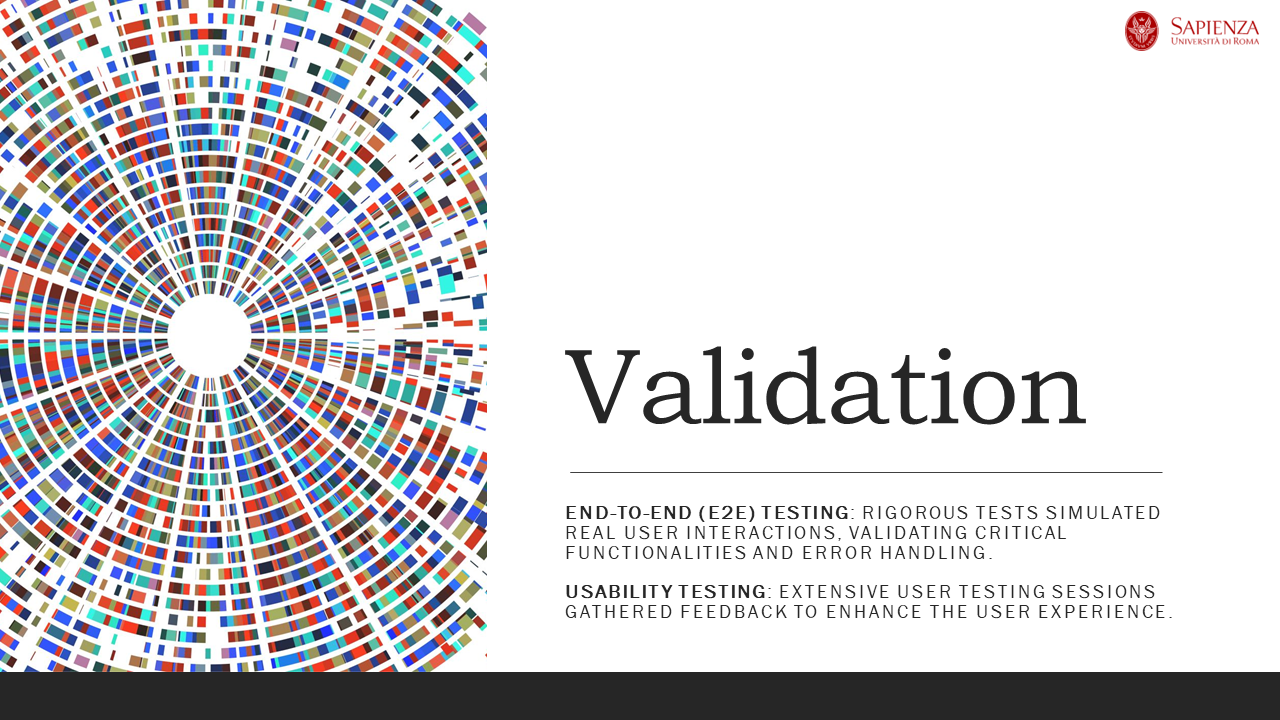 SAPIENZA
UNIVERSITÀ DI ROMA
Validation
END-TO-END (E2E) TESTING: RIGOROUS TESTS SIMULATED
REAL USER INTERACTIONS, VALIDATING CRITICAL
FUNCTIONALITIES AND ERROR HANDLING.
USABILITY TESTING: EXTENSIVE USER TESTING SESSIONS
GATHERED FEEDBACK TO ENHANCE THE USER EXPERIENCE.